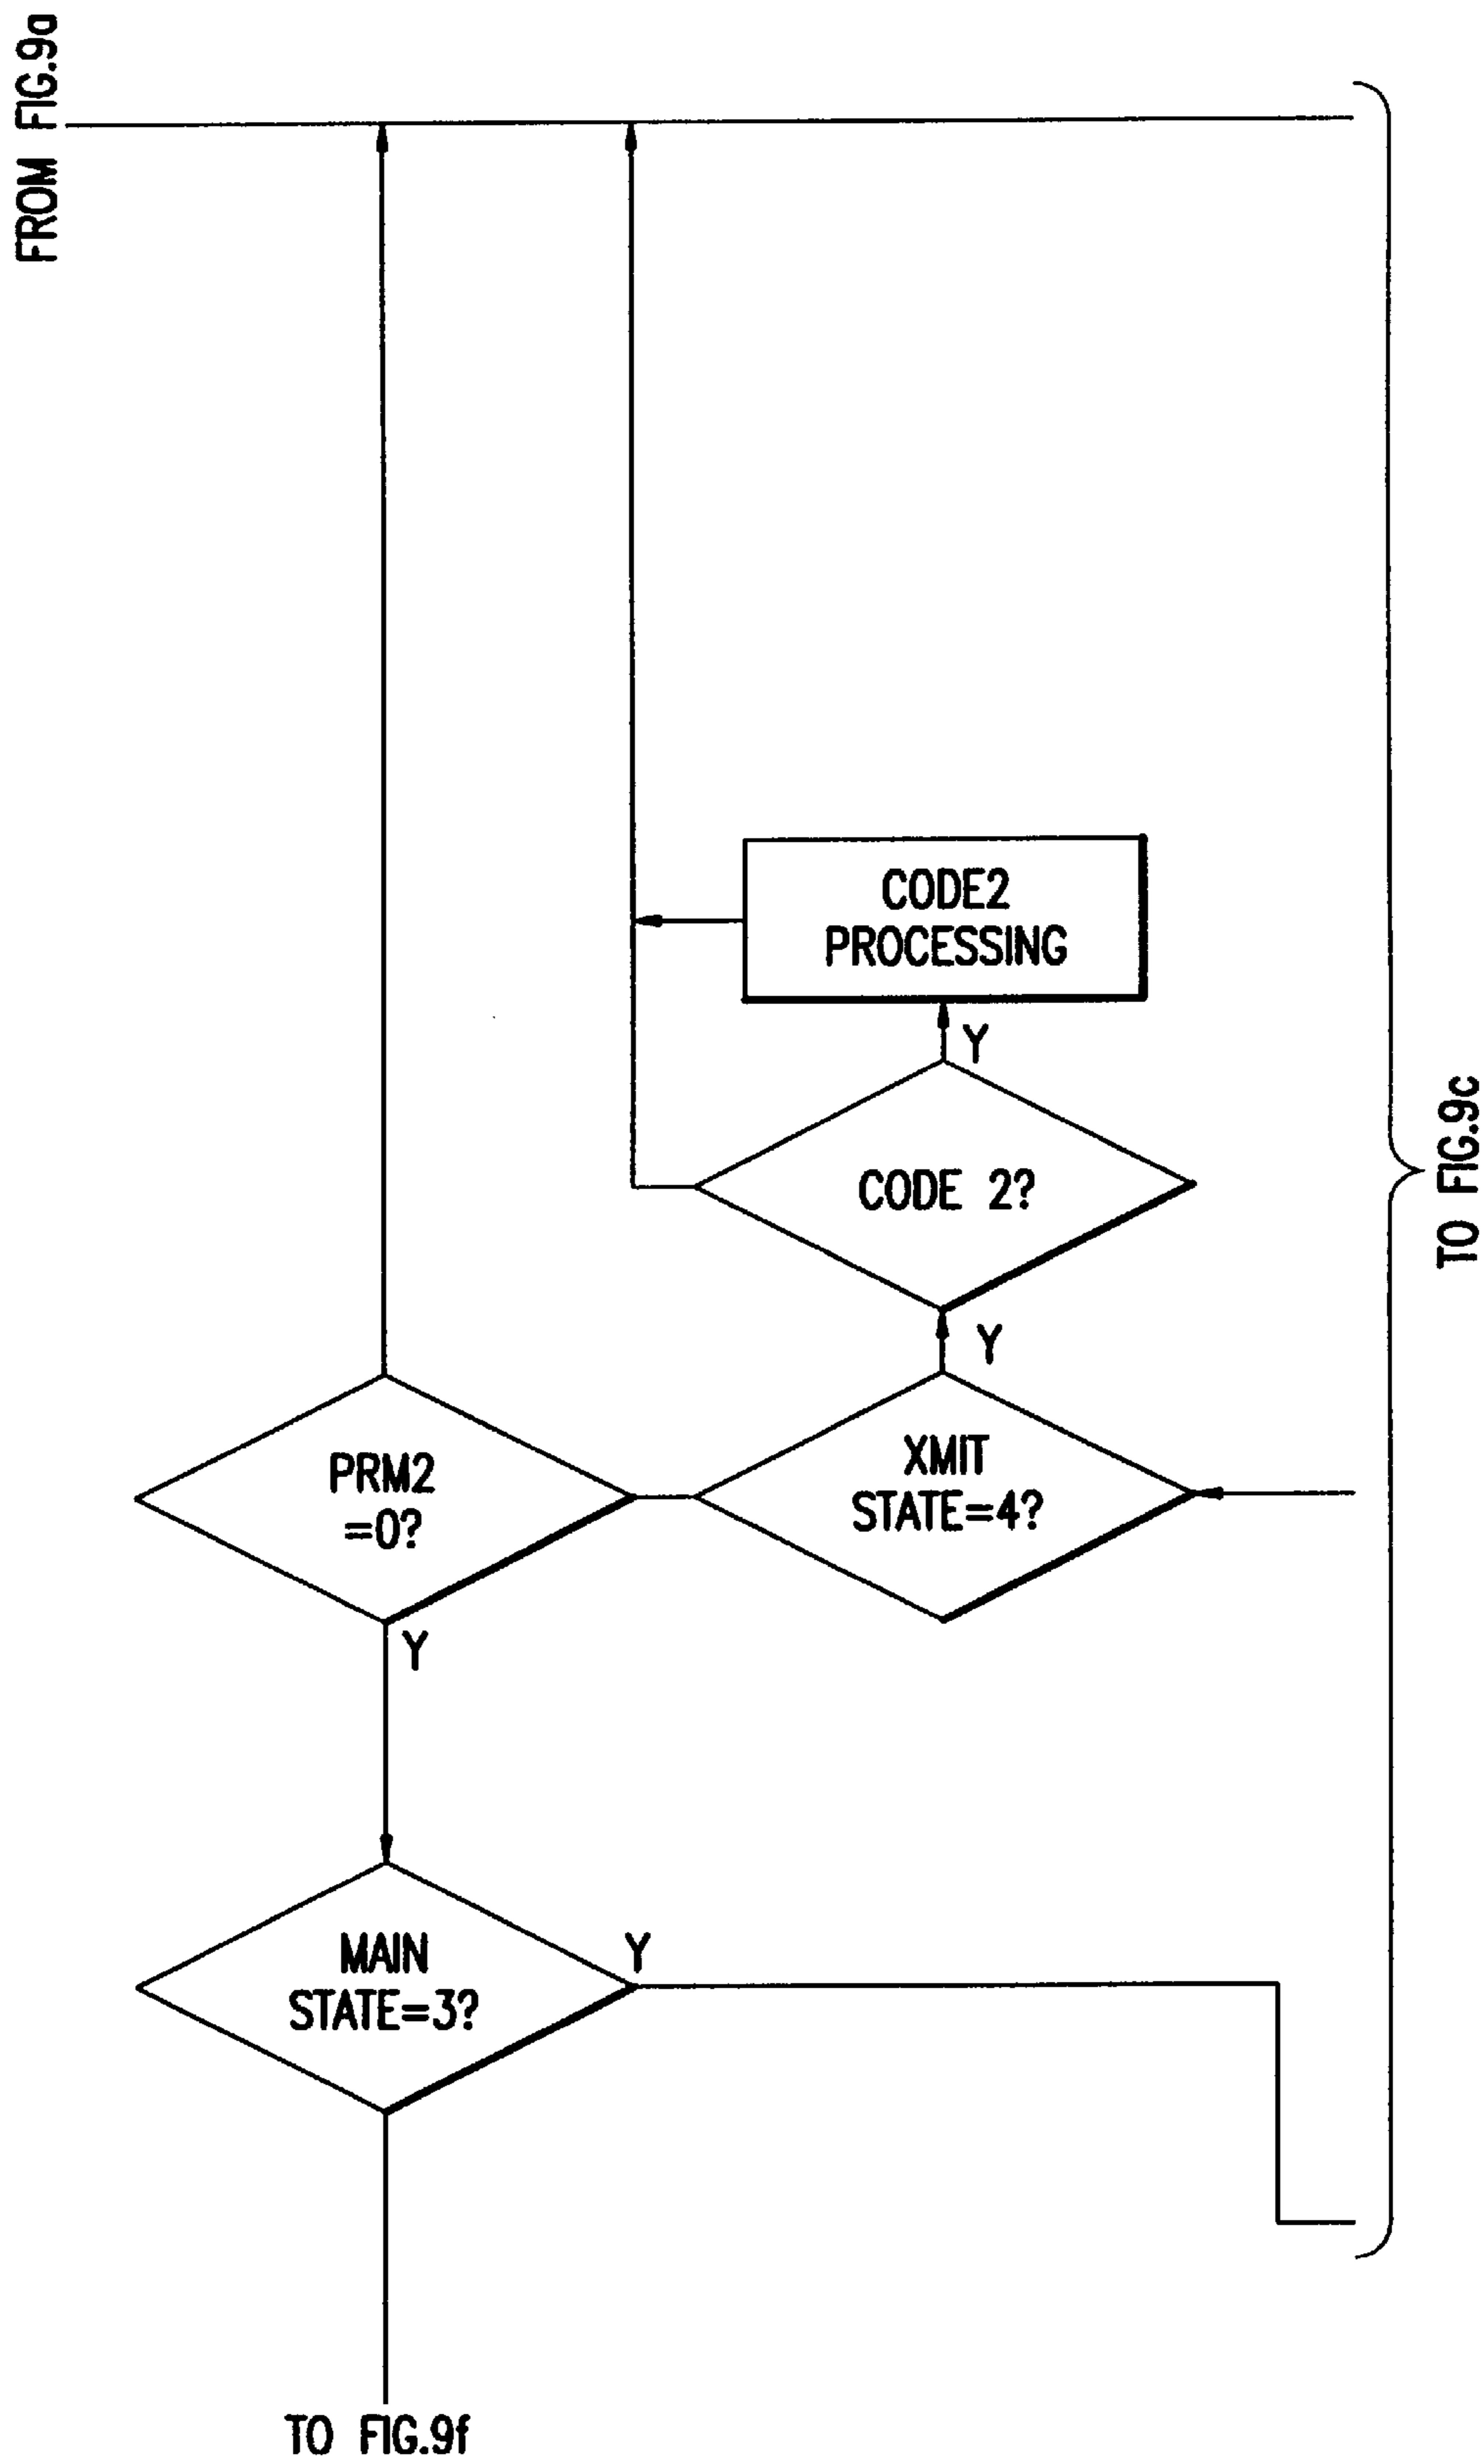 FROM FIG.9a
CODE2
PROCESSING
Y
CODE 2?
Y
XMIT
STATE=4?
PRM2
=0?
Y
MAIN
STATE=3?
Y
TO FIG.9c
TO FIG.9f